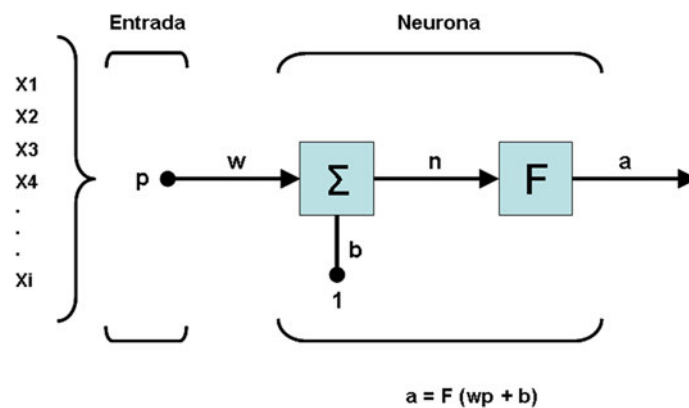 Entrada
Neurona
X1
X2
X3
X4
.
.
.
Xi
p
w
Σ
n
F
a
b
1
a = F (wp + b)